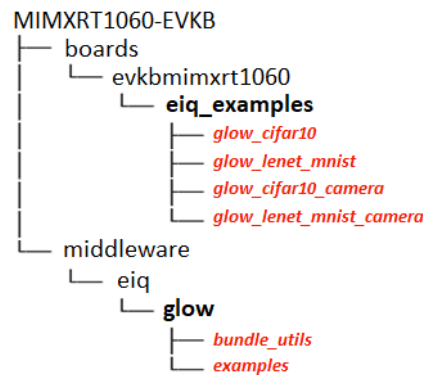 MIMXRT1060-EVKB
boards
evkbmimxrt1060
eiq_examples
glow_cifar10
glow_lenet_mnist
glow_cifar10_camera
glow_lenet_mnist_camera
middleware
eiq
glow
bundle_utils
examples